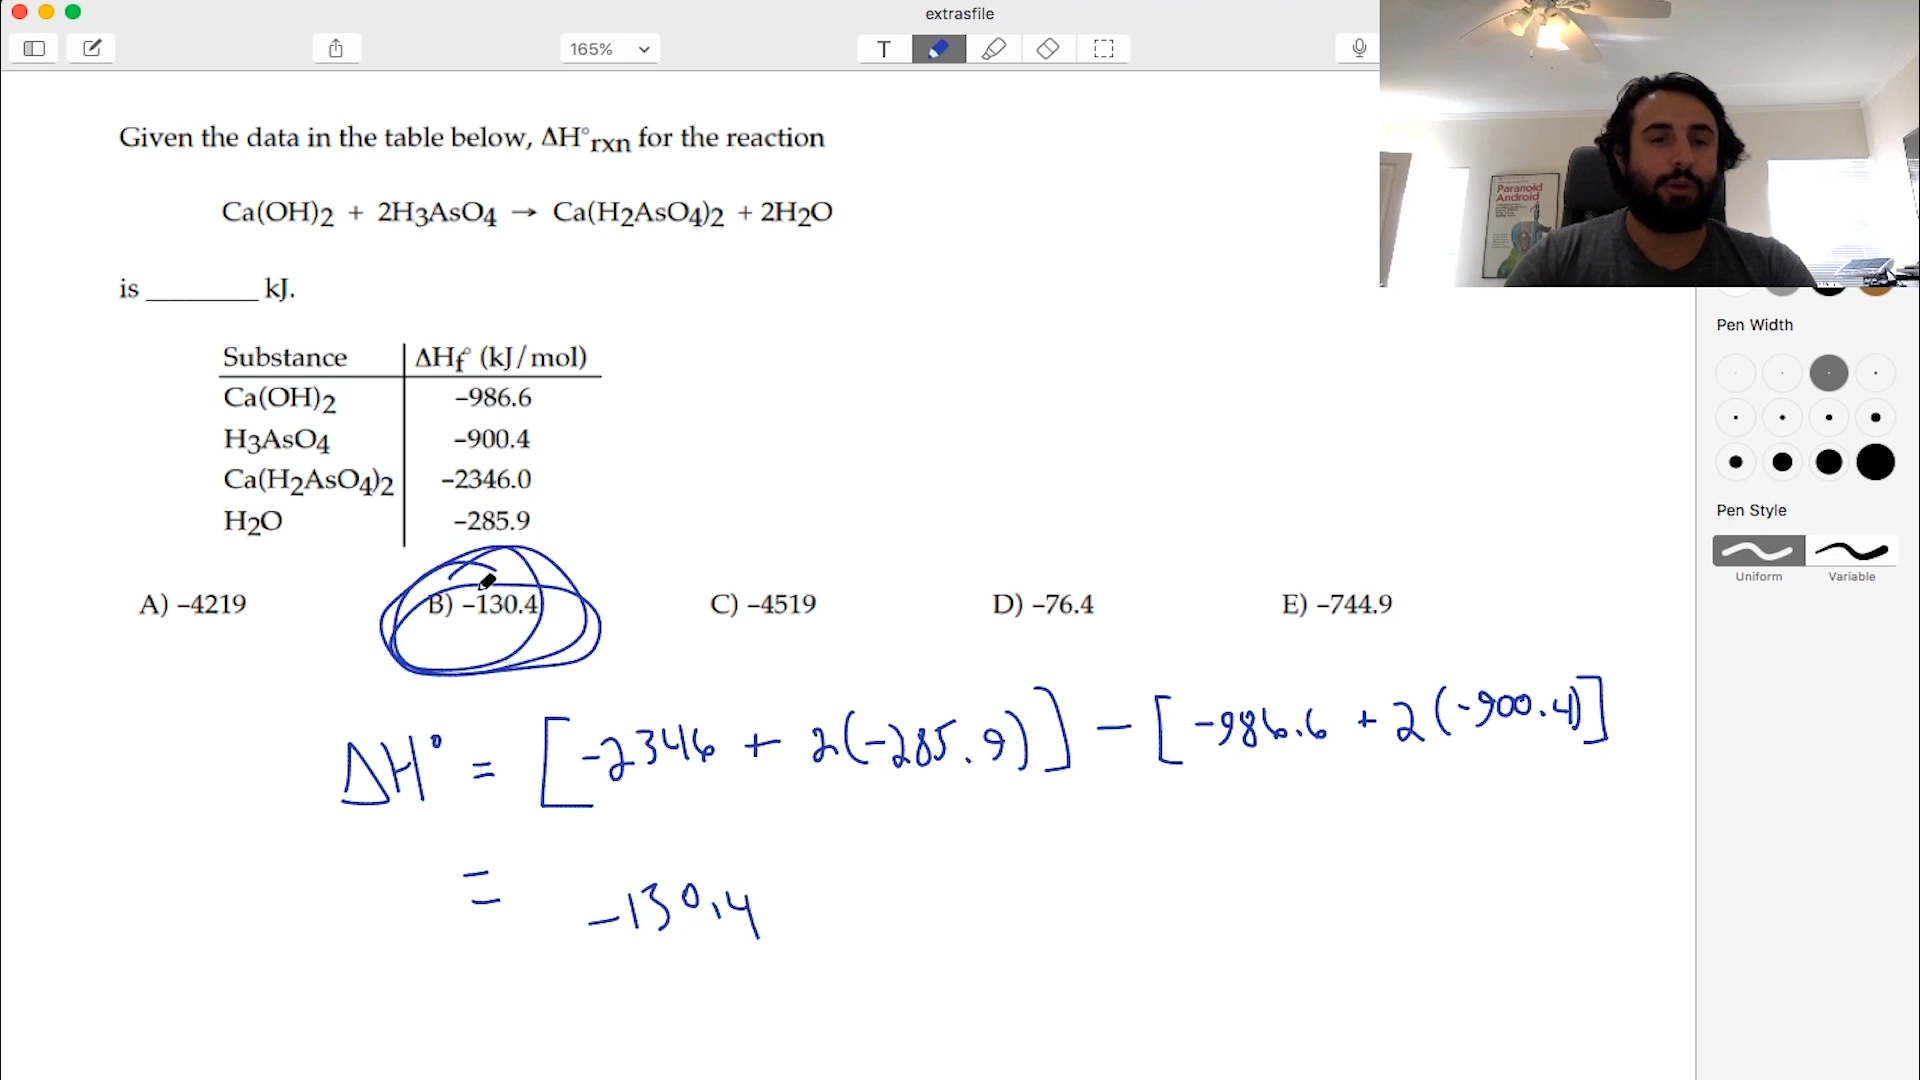 extrasfile
165%
T
Paranoid
Android
Given the data in the table below, ΔH°rxn for the reaction
Ca(OH)2 + 2H3AsO4 → Ca(H2AsO4)2 + 2H2O
is ________ kJ.
Substance ΔHf° (kJ/mol)
Ca(OH)2 –986.6
H3AsO4 –900.4
Ca(H2AsO4)2 –2346.0
H2O –285.9
A) –4219 B) –130.4 C) –4519 D) –76.4 E) –744.9
ΔH° = [-2346 + 2(-285.9)] - [-986.6 + 2(-900.4)]
= -130.4
Pen Width
Pen Style
Uniform Variable